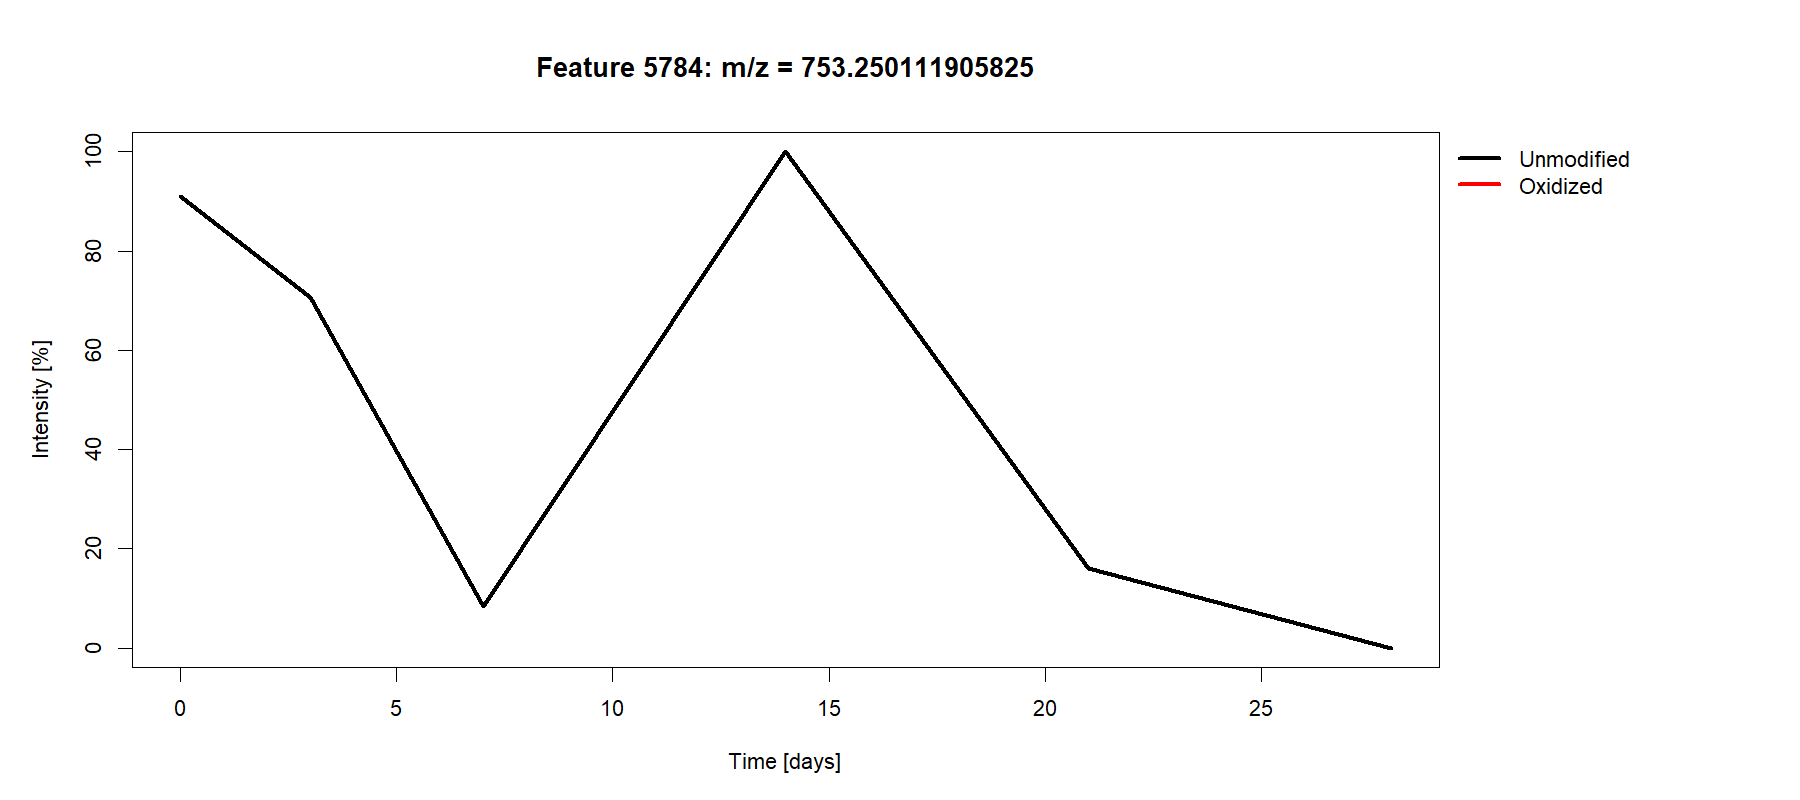 Feature 5784: m/z = 753.250111905825
Unmodified
Oxidized
Intensity [%]
100
80
60
40
20
0
0 5 10 15 20 25
Time [days]